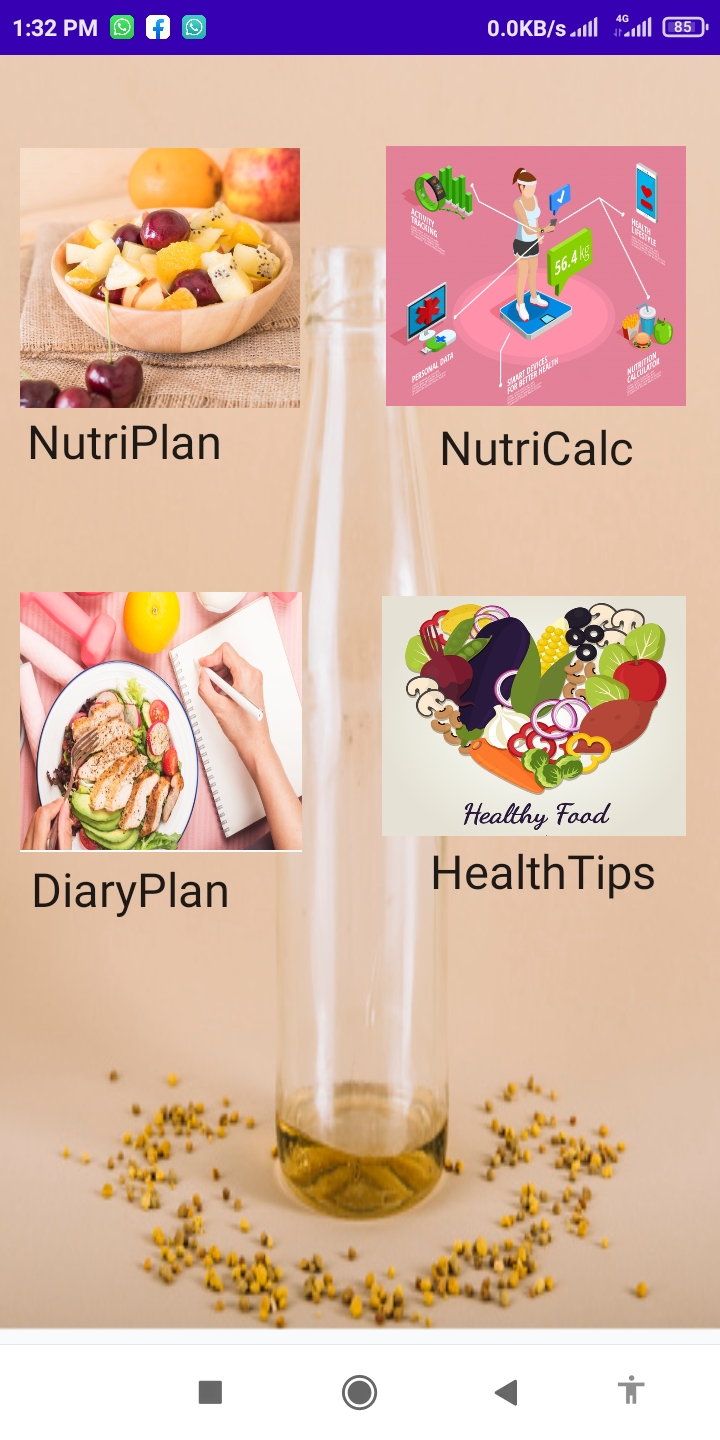 1:32 PM
0.0KB/s
4G
85
ACTIVITY
TRACKING
HEALTH
LIFESTYLE
56.4 kg
PERSONAL DATA
SMART DEVICES
FOR BETTER HEALTH
NUTRITION
CALCULATOR
NutriPlan
NutriCalc
Healthy Food
DiaryPlan
HealthTips